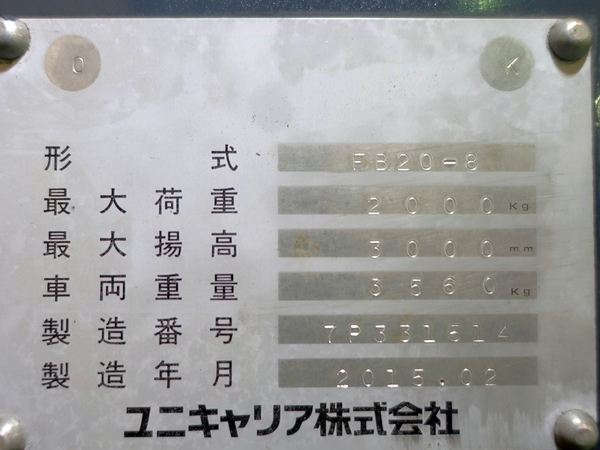 O K
形式 FB20-8
最大荷重 2000 Kg
最大揚高 3000 mm
車両重量 3560 Kg
製造番号 7P331514
製造年月 2015.02
ユニキャリア株式会社